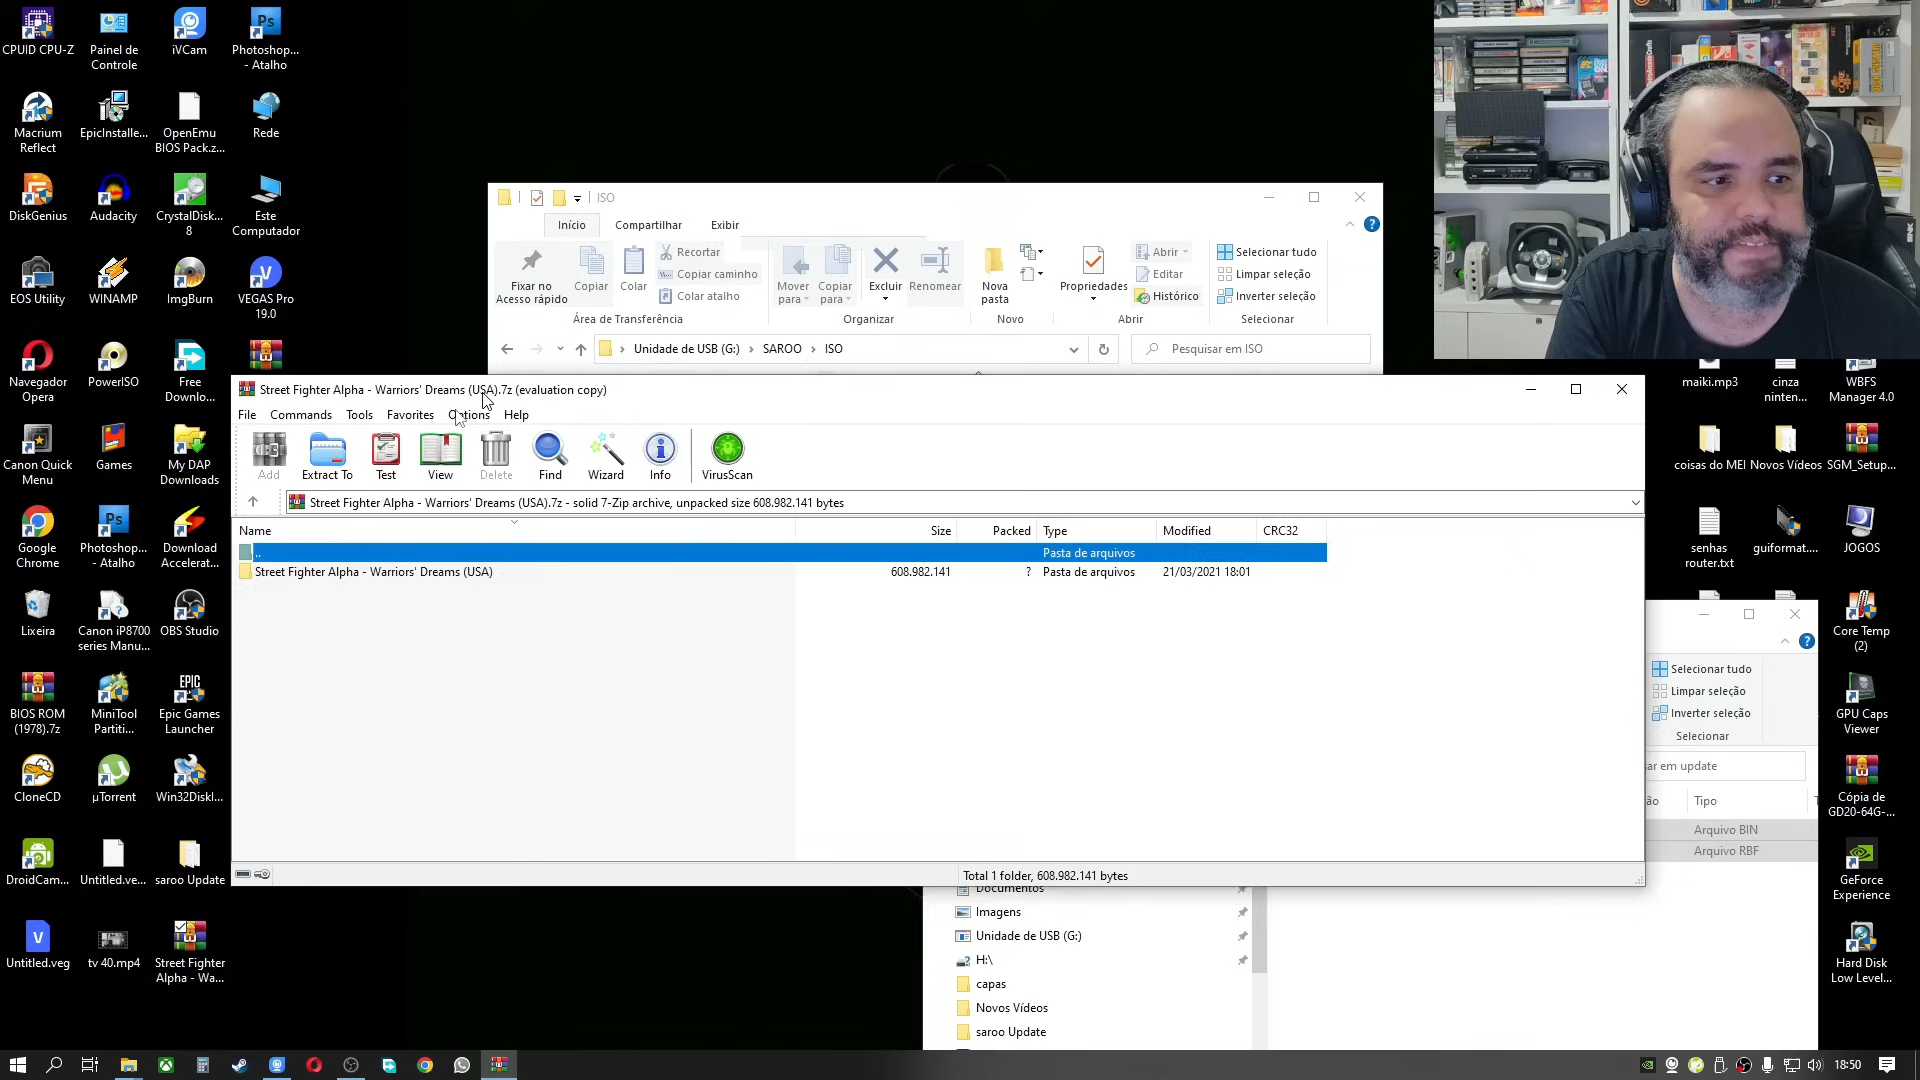 CPUID CPU-Z
Painel de
Controle
iVCam
Photoshop...
- Atalho
Macrium
Reflect
EpicInstalle...
OpenEmu
BIOS Pack.z...
Rede
DiskGenius
Audacity
CrystalDisk...
8
Este
Computador
EOS Utility
WINAMP
ImgBurn
VEGAS Pro
19.0
Navegador
Opera
PowerISO
Free
Downlo...
Canon Quick
Menu
Games
My DAP
Downloads
Google
Chrome
Photoshop...
- Atalho
Download
Accelerat...
Lixeira
Canon iP8700
series Manu...
OBS Studio
BIOS ROM
(1978).7z
MiniTool
Partiti...
Epic Games
Launcher
CloneCD
µTorrent
Win32DiskI...
DroidCam...
Untitled.ve...
saroo Update
Untitled.veg
tv 40.mp4
Street Fighter
Alpha - Wa...
ISO
Início
Compartilhar
Exibir
Fixar no
Acesso rápido
Copiar
Colar
Recortar
Copiar caminho
Colar atalho
Área de Transferência
Mover
para
Copiar
para
Excluir
Renomear
Organizar
Nova
pasta
Novo
Propriedades
Abrir
Editar
Histórico
Abrir
Selecionar tudo
Limpar seleção
Inverter seleção
Selecionar
Unidade de USB (G:) > SAROO > ISO
Pesquisar em ISO
Street Fighter Alpha - Warriors' Dreams (USA).7z (evaluation copy)
File Commands Tools Favorites Options Help
Add
Extract To
Test
View
Delete
Find
Wizard
Info
VirusScan
Street Fighter Alpha - Warriors' Dreams (USA).7z - solid 7-Zip archive, unpacked size 608.982.141 bytes
Name Size Packed Type Modified CRC32
.. Pasta de arquivos
Street Fighter Alpha - Warriors' Dreams (USA) 608.982.141 ? Pasta de arquivos 21/03/2021 18:01
Total 1 folder, 608.982.141 bytes
maiki.mp3
cinza
ninten...
WBFS
Manager 4.0
coisas do MEI
Novos Vídeos
SGM_Setup...
senhas
router.txt
guiformat....
JOGOS
Core Temp
(2)
GPU Caps
Viewer
Cópia de
GD20-64G-...
GeForce
Experience
Hard Disk
Low Level...
Selecionar tudo
Limpar seleção
Inverter seleção
Selecionar
ar em update
ão Tipo
Arquivo BIN
Arquivo RBF
Documentos
Imagens
Unidade de USB (G:)
H:\
capas
Novos Vídeos
saroo Update
18:50